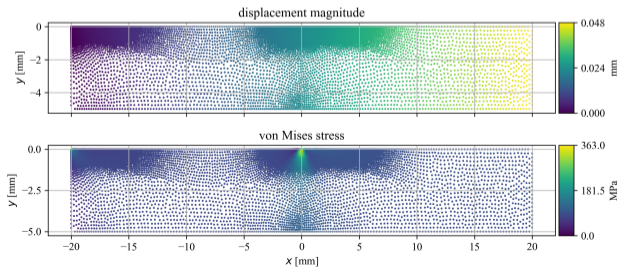 displacement magnitude
0
−2
−4
y [mm]
0.048
0.024
0.000
mm
von Mises stress
0.0
−2.5
−5.0
y [mm]
363.0
181.5
0.0
MPa
−20 −15 −10 −5 0 5 10 15 20
x [mm]